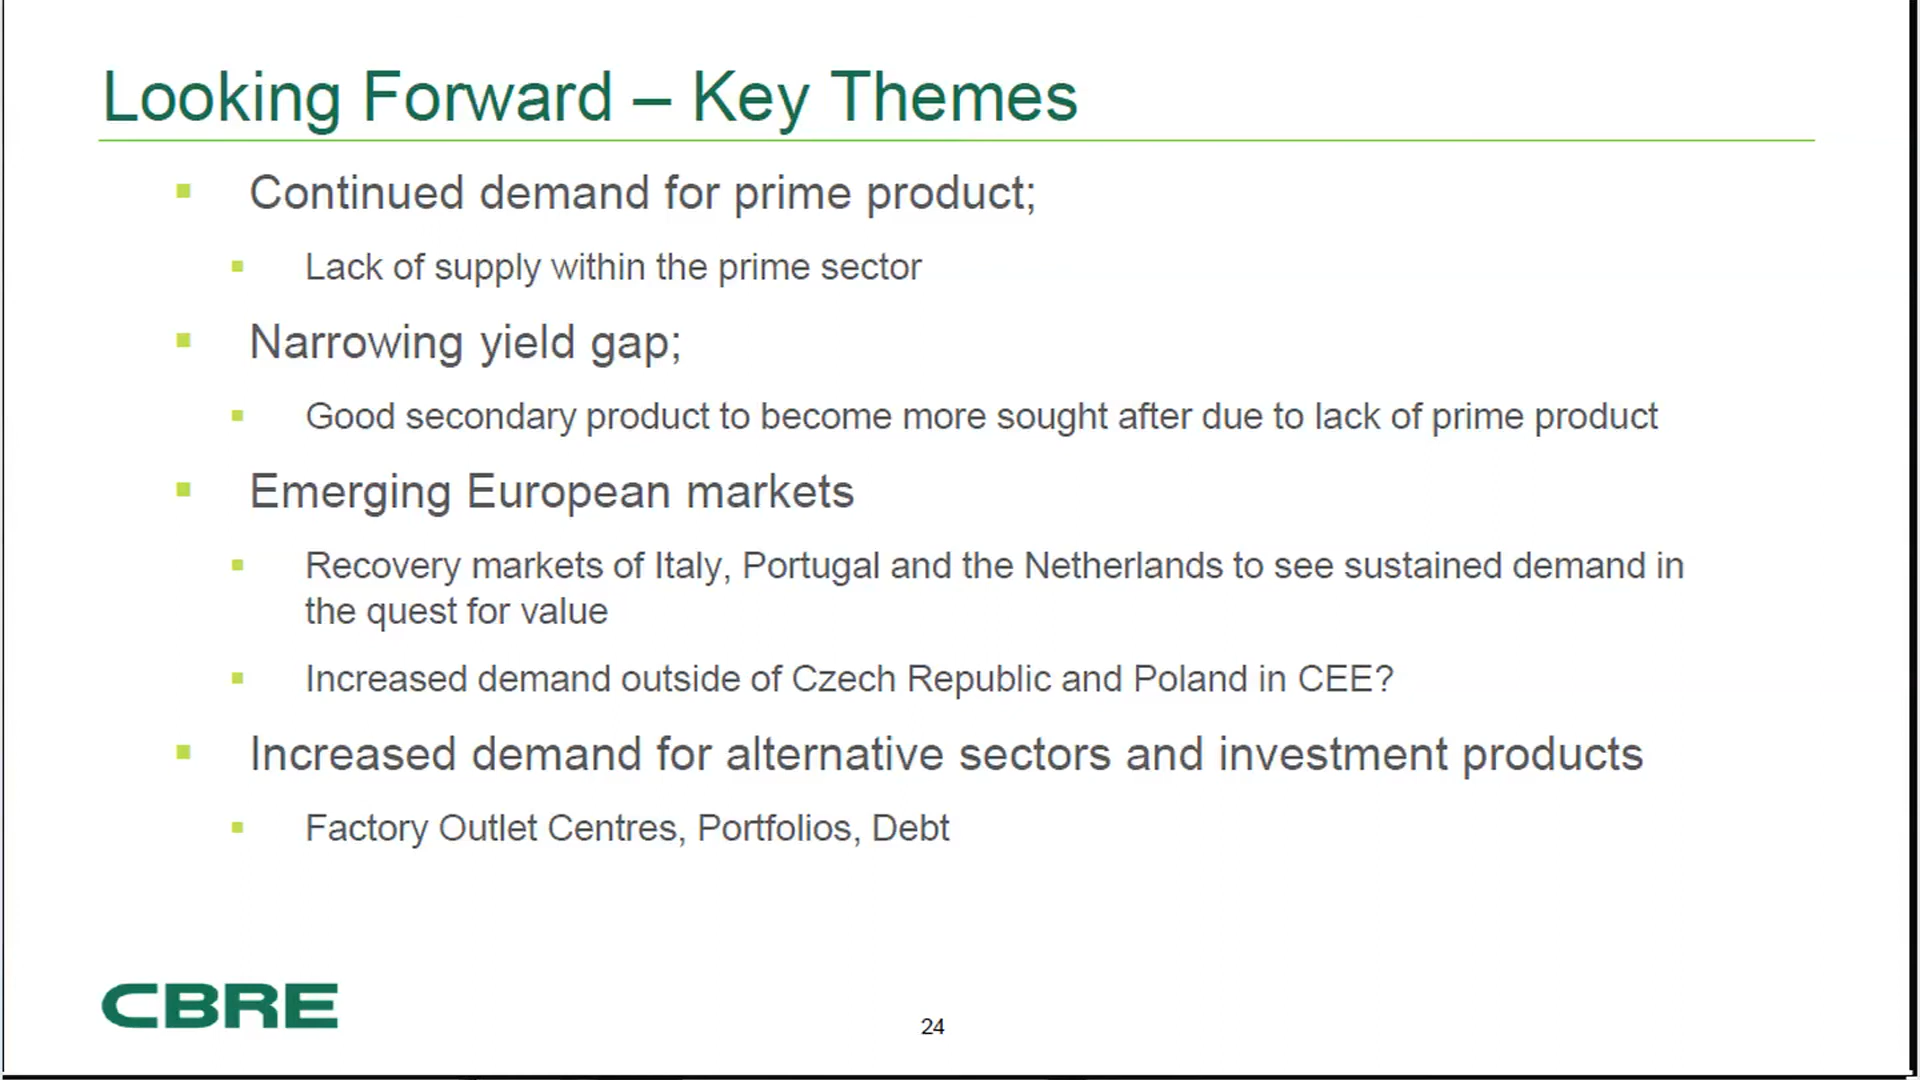 Looking Forward – Key Themes
Continued demand for prime product;
Lack of supply within the prime sector
Narrowing yield gap;
Good secondary product to become more sought after due to lack of prime product
Emerging European markets
Recovery markets of Italy, Portugal and the Netherlands to see sustained demand in
the quest for value
Increased demand outside of Czech Republic and Poland in CEE?
Increased demand for alternative sectors and investment products
Factory Outlet Centres, Portfolios, Debt
CBRE
24